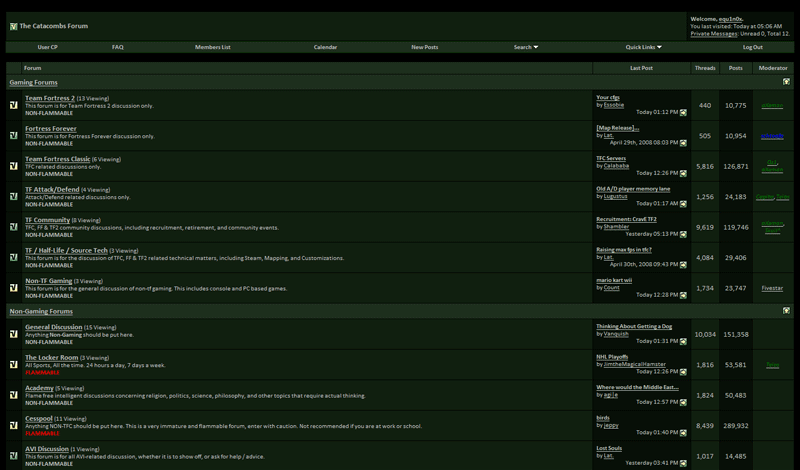 The Catacombs Forum
Welcome, equ1n0x.
You last visited: Today at 05:06 AM
Private Messages: Unread 0, Total 12.
User CP FAQ Members List Calendar New Posts Search Quick Links Log Out
Forum Last Post Threads Posts Moderator
Gaming Forums
Team Fortress 2 (13 Viewing)
This forum is for Team Fortress 2 discussion only.
NON-FLAMMABLE
Your cfgs
by Essobie
Today 01:12 PM
440 10,775
Fortress Forever
This forum is for Fortress Forever discussion only.
NON-FLAMMABLE
[Map Release]...
by Lat.
April 29th, 2008 08:03 PM
505 10,954
Team Fortress Classic (6 Viewing)
TFC related discussions only.
NON-FLAMMABLE
TFC Servers
by Calababa
Today 12:26 PM
5,816 126,871
TF Attack/Defend (4 Viewing)
Attack/Defend related discussions only.
NON-FLAMMABLE
Old A/D player memory lane
by Lugustus
Today 01:17 AM
1,256 24,183
TF Community (8 Viewing)
TFC, FF & TF2 community discussions, including recruitment, retirement, and community events.
NON-FLAMMABLE
Recruitment: CravE TF2
by Shambler
Yesterday 05:13 PM
9,619 119,746
TF / Half-Life / Source Tech (3 Viewing)
This forum is for the discussion of TFC, FF & TF2 related technical matters, including Steam, Mapping, and Customizations.
NON-FLAMMABLE
Raising max fps in tfc?
by Lat.
April 30th, 2008 09:43 PM
4,084 29,406
Non-TF Gaming (3 Viewing)
This forum is for the general discussion of non-tf gaming. This includes console and PC based games.
NON-FLAMMABLE
mario kart wii
by Count
Today 12:28 PM
1,734 23,747 Fivestar
Non-Gaming Forums
General Discussion (15 Viewing)
Anything Non-Gaming should be put here.
NON-FLAMMABLE
Thinking About Getting a Dog
by Vanquish
Today 01:31 PM
10,034 151,358
The Locker Room (3 Viewing)
All Sports, All the time. 24 hours a day, 7 days a week.
FLAMMABLE
NHL Playoffs
by JimtheMagicalHamster
Today 12:26 PM
1,816 53,581
Academy (5 Viewing)
Flame free intelligent discussions concerning religion, politics, science, philosophy, and other topics that require actual thinking.
NON-FLAMMABLE
Where would the Middle East...
by agile
Today 12:57 PM
1,824 50,483
Cesspool (11 Viewing)
Anything NON-TFC should be put here. This is a very immature and flammable forum, enter with caution. Not recommended if you are at work or school.
FLAMMABLE
birds
by jappy
Today 01:40 PM
8,439 289,932
AVI Discussion (1 Viewing)
This forum is for all AVI-related discussion, whether it is to show off, or ask for help / advice.
NON-FLAMMABLE
Lost Souls
by Lat.
Yesterday 03:41 PM
1,017 14,485